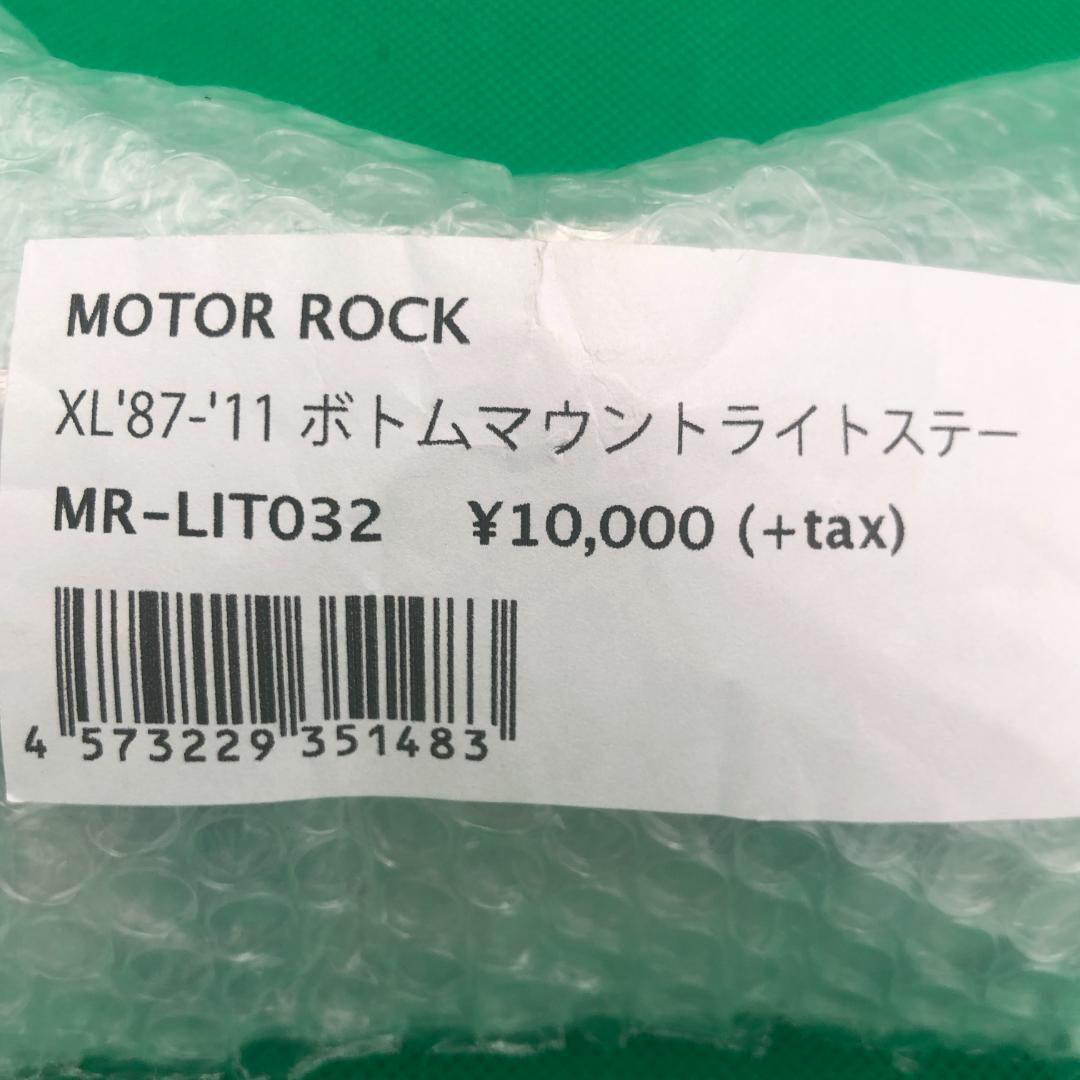 MOTOR ROCK
XL'87-'11 ボトムマウントライトステー
MR-LIT032 ¥10,000 (+tax)
4 573229 351483